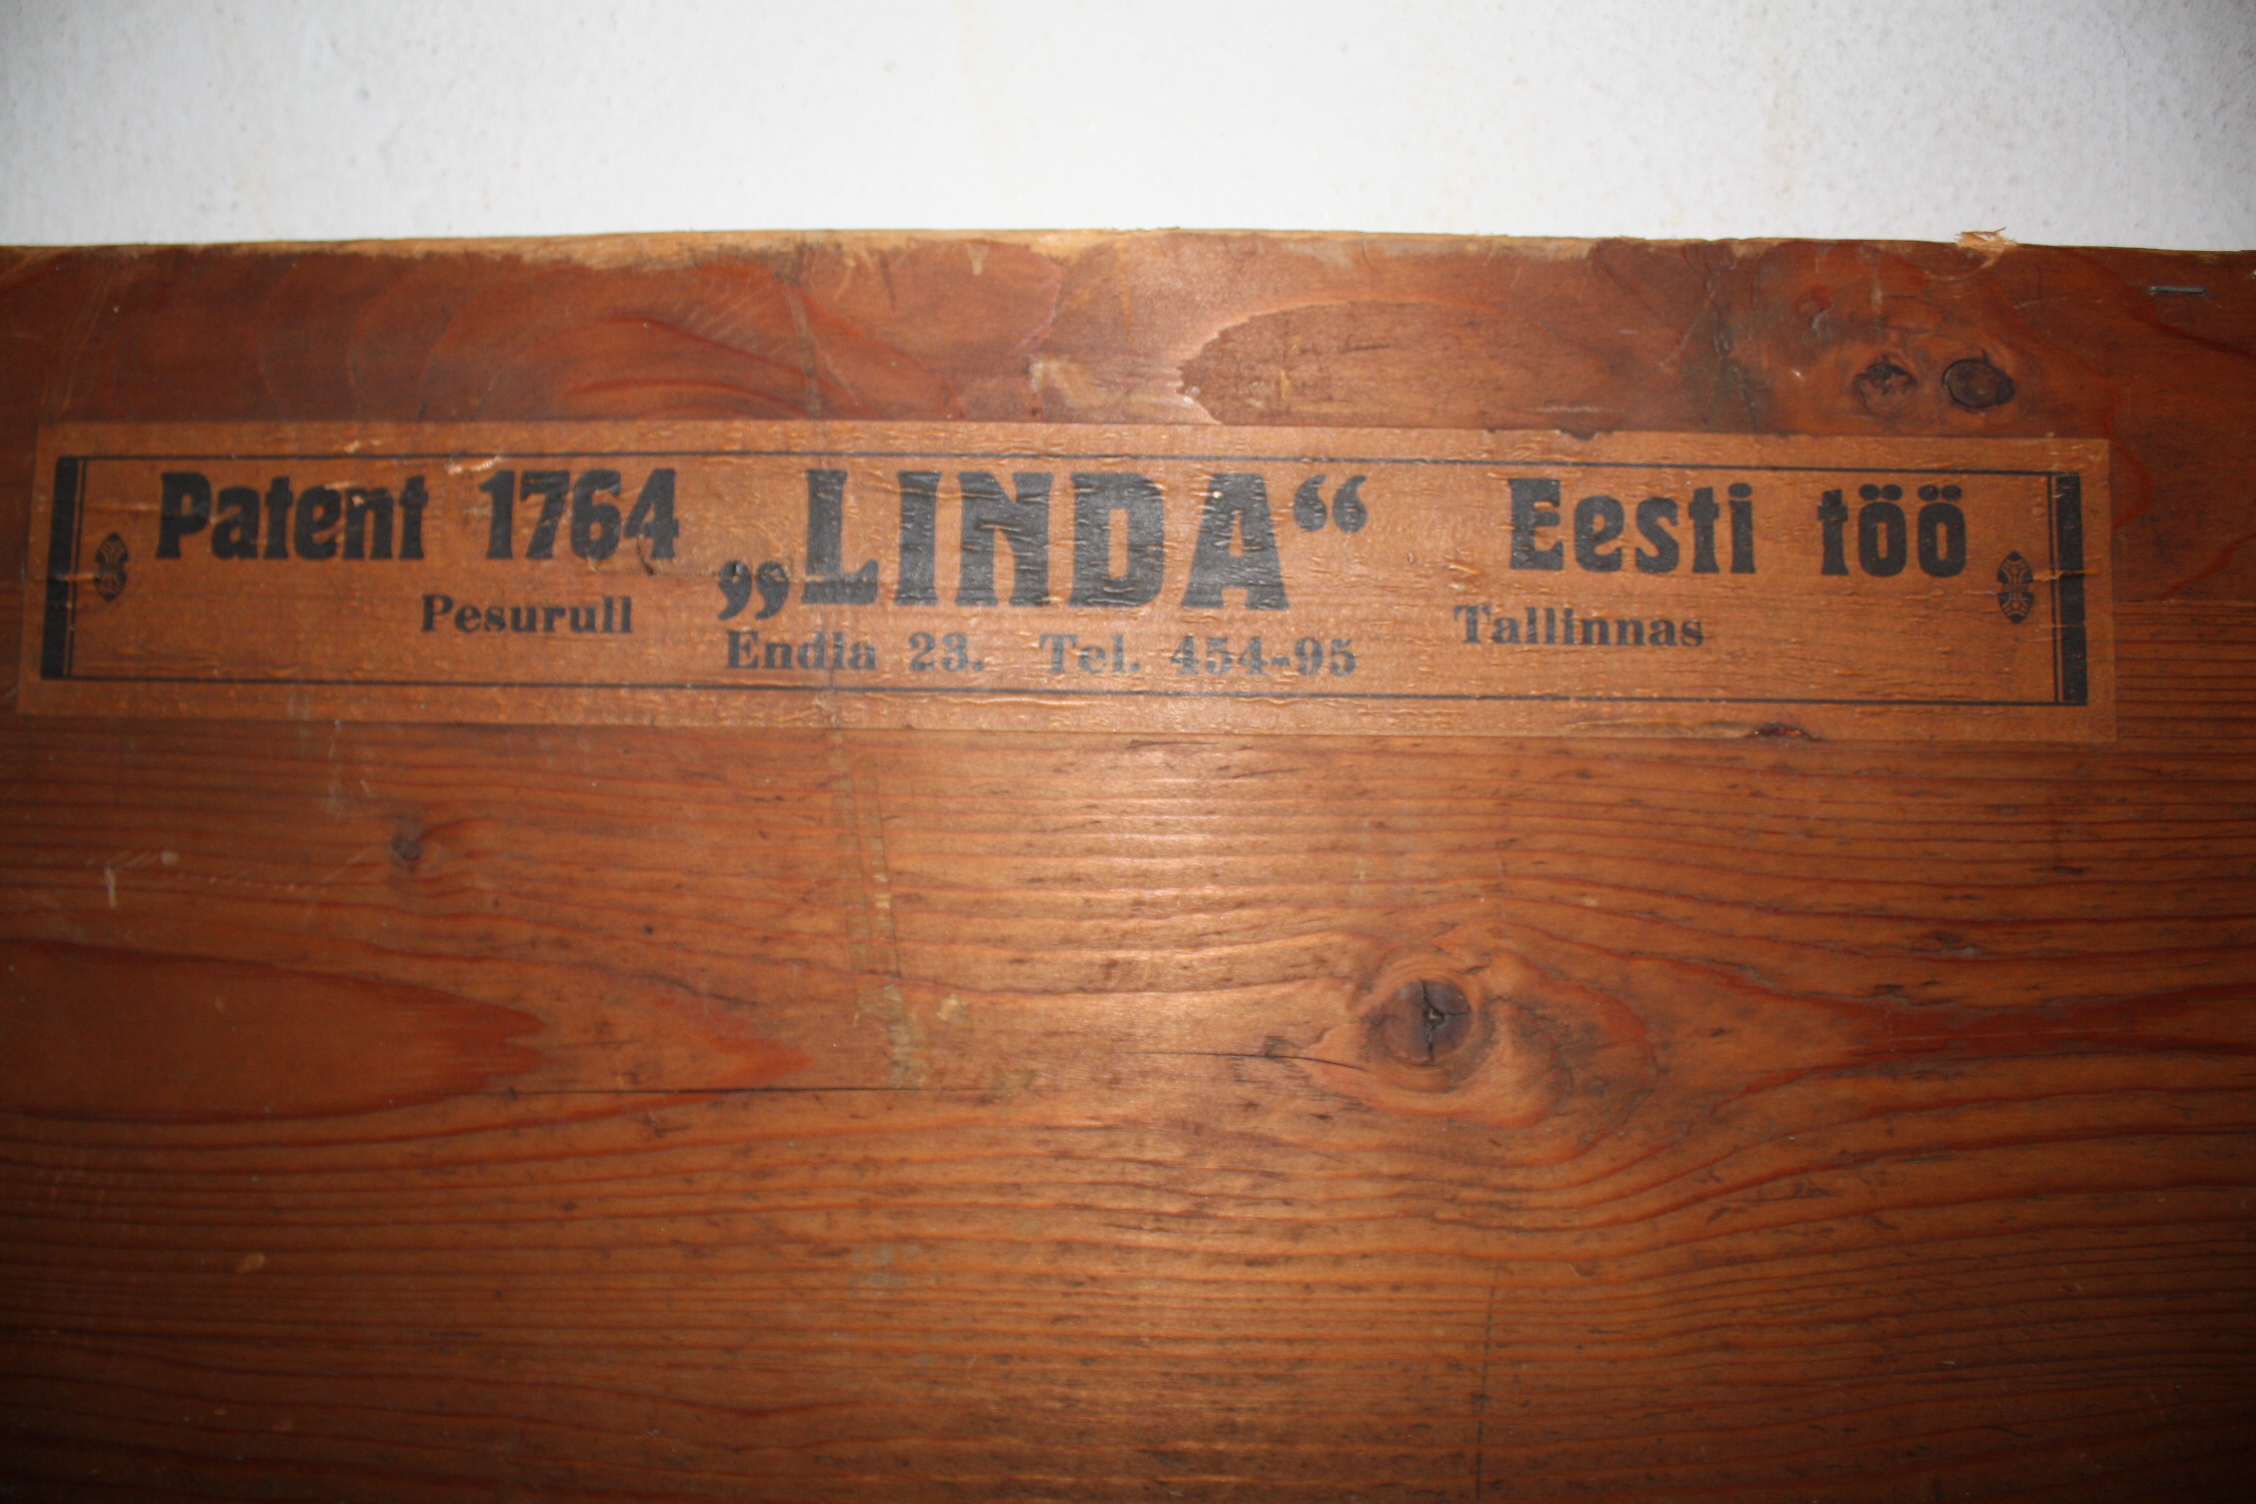 Patent 1764 „LINDA“ Eesti töö
Pesurull Tallinnas
Endla 23. Tel. 454-95